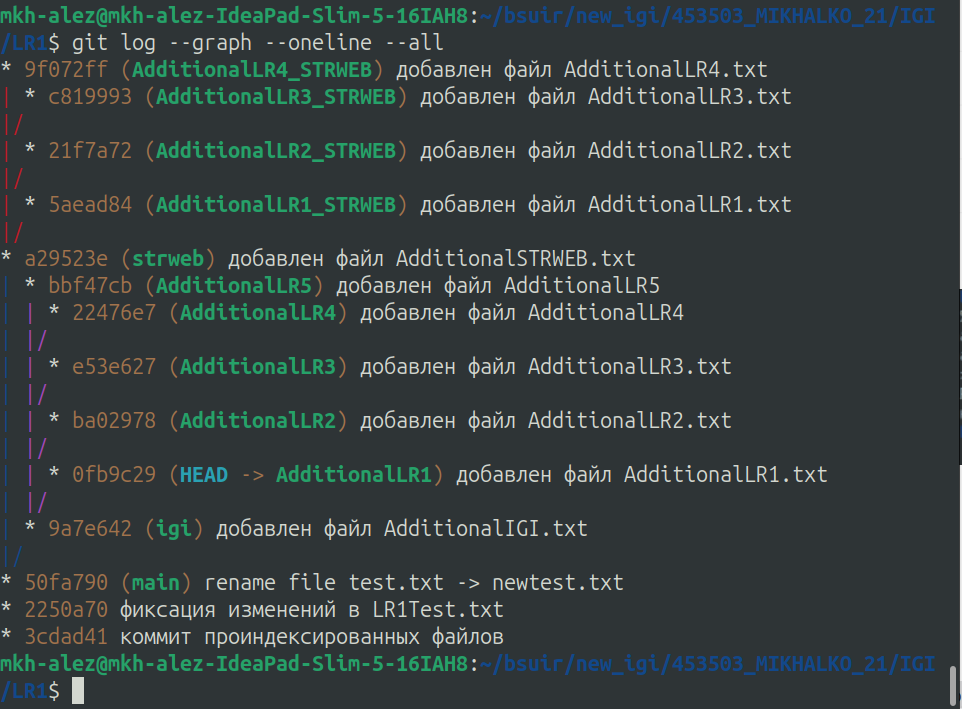 mkh-alez@mkh-alez-IdeaPad-Slim-5-16IAH8:~/bsuir/new_igi/453503_MIKHALKO_21/IGI
/LR1$ git log --graph --oneline --all
* 9f072ff (AdditionalLR4_STRWEB) добавлен файл AdditionalLR4.txt
| * c819993 (AdditionalLR3_STRWEB) добавлен файл AdditionalLR3.txt
|/
| * 21f7a72 (AdditionalLR2_STRWEB) добавлен файл AdditionalLR2.txt
|/
| * 5aead84 (AdditionalLR1_STRWEB) добавлен файл AdditionalLR1.txt
|/
* a29523e (strweb) добавлен файл AdditionalSTRWEB.txt
| * bbf47cb (AdditionalLR5) добавлен файл AdditionalLR5
| | * 22476e7 (AdditionalLR4) добавлен файл AdditionalLR4
| |/
| | * e53e627 (AdditionalLR3) добавлен файл AdditionalLR3.txt
| |/
| | * ba02978 (AdditionalLR2) добавлен файл AdditionalLR2.txt
| |/
| | * 0fb9c29 (HEAD -> AdditionalLR1) добавлен файл AdditionalLR1.txt
| |/
| * 9a7e642 (igi) добавлен файл AdditionalIGI.txt
|/
* 50fa790 (main) rename file test.txt -> newtest.txt
* 2250a70 фиксация изменений в LR1Test.txt
* 3cdad41 коммит проиндексированных файлов
mkh-alez@mkh-alez-IdeaPad-Slim-5-16IAH8:~/bsuir/new_igi/453503_MIKHALKO_21/IGI
/LR1$